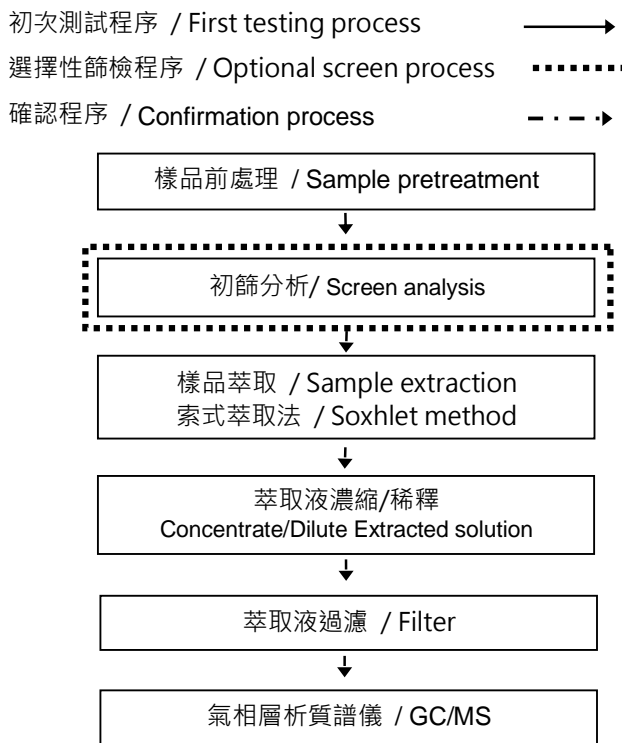 初次測試程序 / First testing process
選擇性篩檢程序 / Optional screen process
確認程序 / Confirmation process
樣品前處理 / Sample pretreatment
初篩分析/ Screen analysis
樣品萃取 / Sample extraction
索式萃取法 / Soxhlet method
萃取液濃縮/稀釋
Concentrate/Dilute Extracted solution
萃取液過濾 / Filter
氣相層析質譜儀 / GC/MS